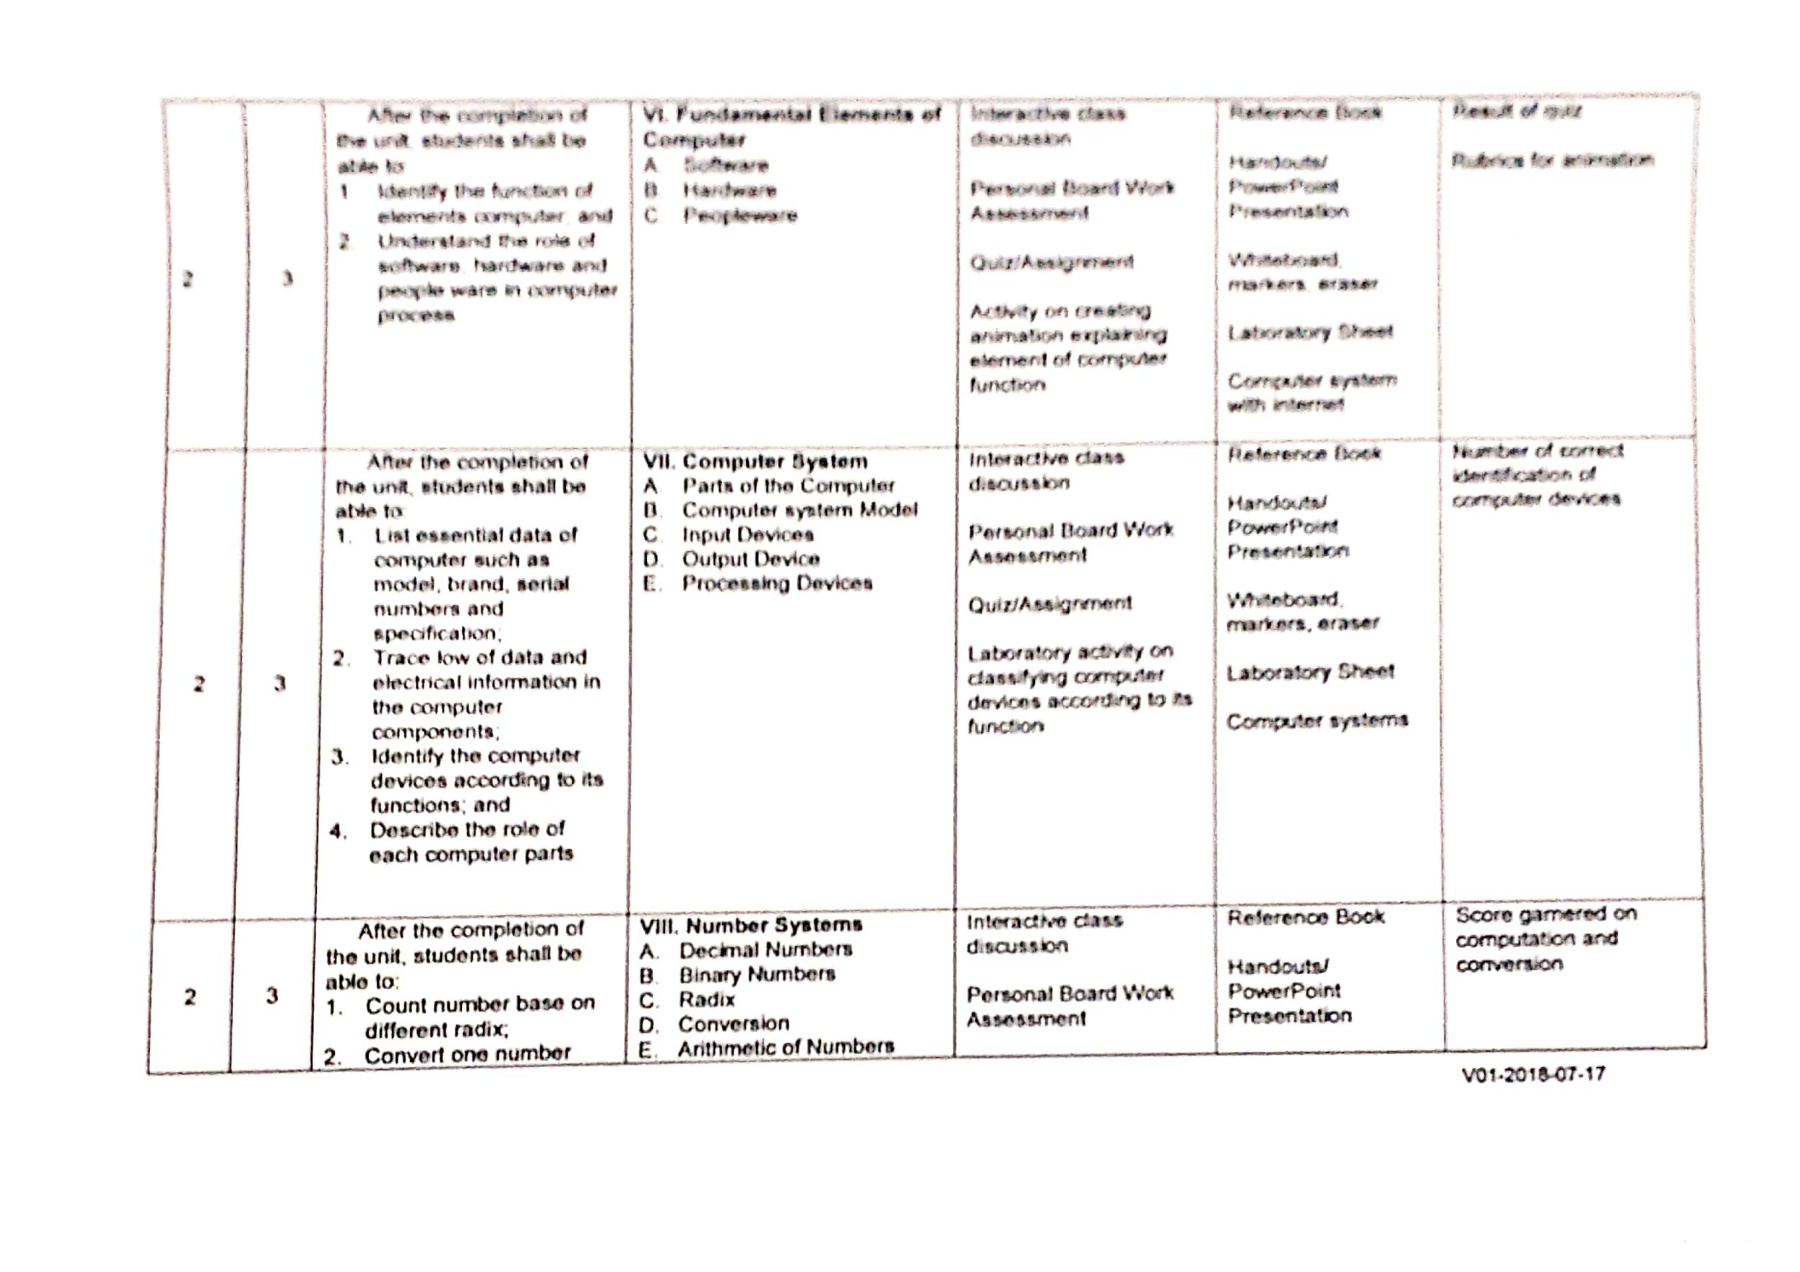 2
3
After the completion of
the unit, students shall be
able to
1 Identify the function of
elements computer, and
2. Understand the role of
software, hardware and
people ware in computer
process
VI. Fundamental Elements of
Computer
A. Software
B. Hardware
C. Peopleware
Interactive class
discussion
Personal Board Work
Assessment
Quiz/Assignment
Activity on creating
animation explaining
element of computer
function
Reference Book
Handouts/
PowerPoint
Presentation
Whiteboard,
markers, eraser
Laboratory Sheet
Computer system
with internet
Result of quiz
Rubrics for animation
2
3
After the completion of
the unit, students shall be
able to
1. List essential data of
computer such as
model, brand, serial
numbers and
specification;
2. Trace low of data and
electrical information in
the computer
components;
3. Identify the computer
devices according to its
functions; and
4. Describe the role of
each computer parts
VII. Computer System
A. Parts of the Computer
B. Computer system Model
C. Input Devices
D. Output Device
E. Processing Devices
Interactive class
discussion
Personal Board Work
Assessment
Quiz/Assignment
Laboratory activity on
classifying computer
devices according to its
function
Reference Book
Handouts/
PowerPoint
Presentation
Whiteboard,
markers, eraser
Laboratory Sheet
Computer systems
Number of correct
identification of
computer devices
2
3
After the completion of
the unit, students shall be
able to:
1. Count number base on
different radix;
2. Convert one number
VIII. Number Systems
A. Decimal Numbers
B. Binary Numbers
C. Radix
D. Conversion
E. Arithmetic of Numbers
Interactive class
discussion
Personal Board Work
Assessment
Reference Book
Handouts/
PowerPoint
Presentation
Score garnered on
computation and
conversion
V01-2018-07-17